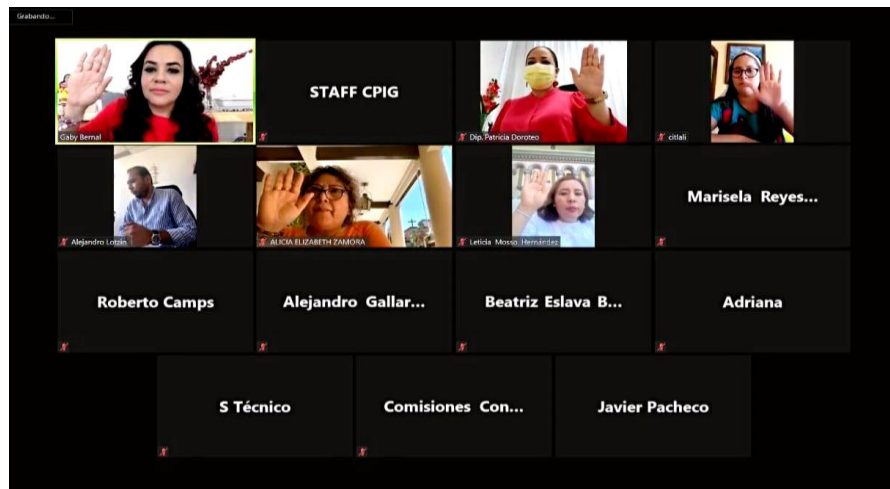 Grabando...
Gaby Bernal
STAFF CPIG
Dip. Patricia Doroteo
citlali
Alejandro Lotzin
ALICIA ELIZABETH ZAMORA
Leticia Mosso Hernández
Marisela Reyes...
Roberto Camps
Alejandro Gallar...
Beatriz Eslava B...
Adriana
S Técnico
Comisiones Con...
Javier Pacheco